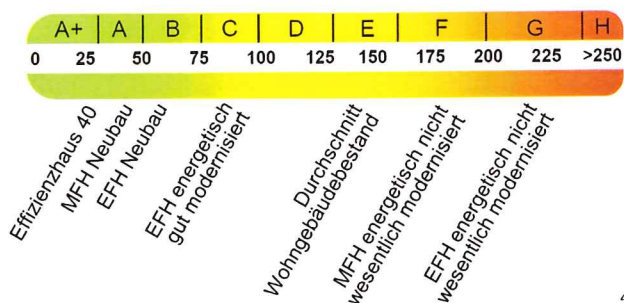 A+ A B C D E F G H
0 25 50 75 100 125 150 175 200 225 >250
Effizienzhaus 40
MFH Neubau
EFH Neubau
EFH energetisch
gut modernisiert
Durchschnitt
Wohngebäudebestand
MFH energetisch nicht
wesentlich modernisiert
EFH energetisch nicht
wesentlich modernisiert